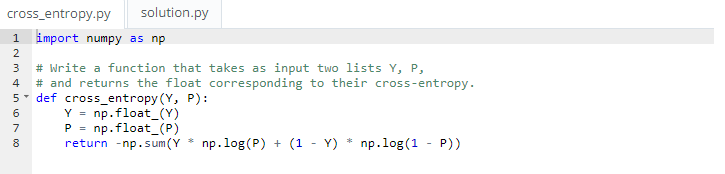 cross_entropy.py solution.py
1 import numpy as np
2
3 # Write a function that takes as input two lists Y, P,
4 # and returns the float corresponding to their cross-entropy.
5 def cross_entropy(Y, P):
6     Y = np.float_(Y)
7     P = np.float_(P)
8     return -np.sum(Y * np.log(P) + (1 - Y) * np.log(1 - P))